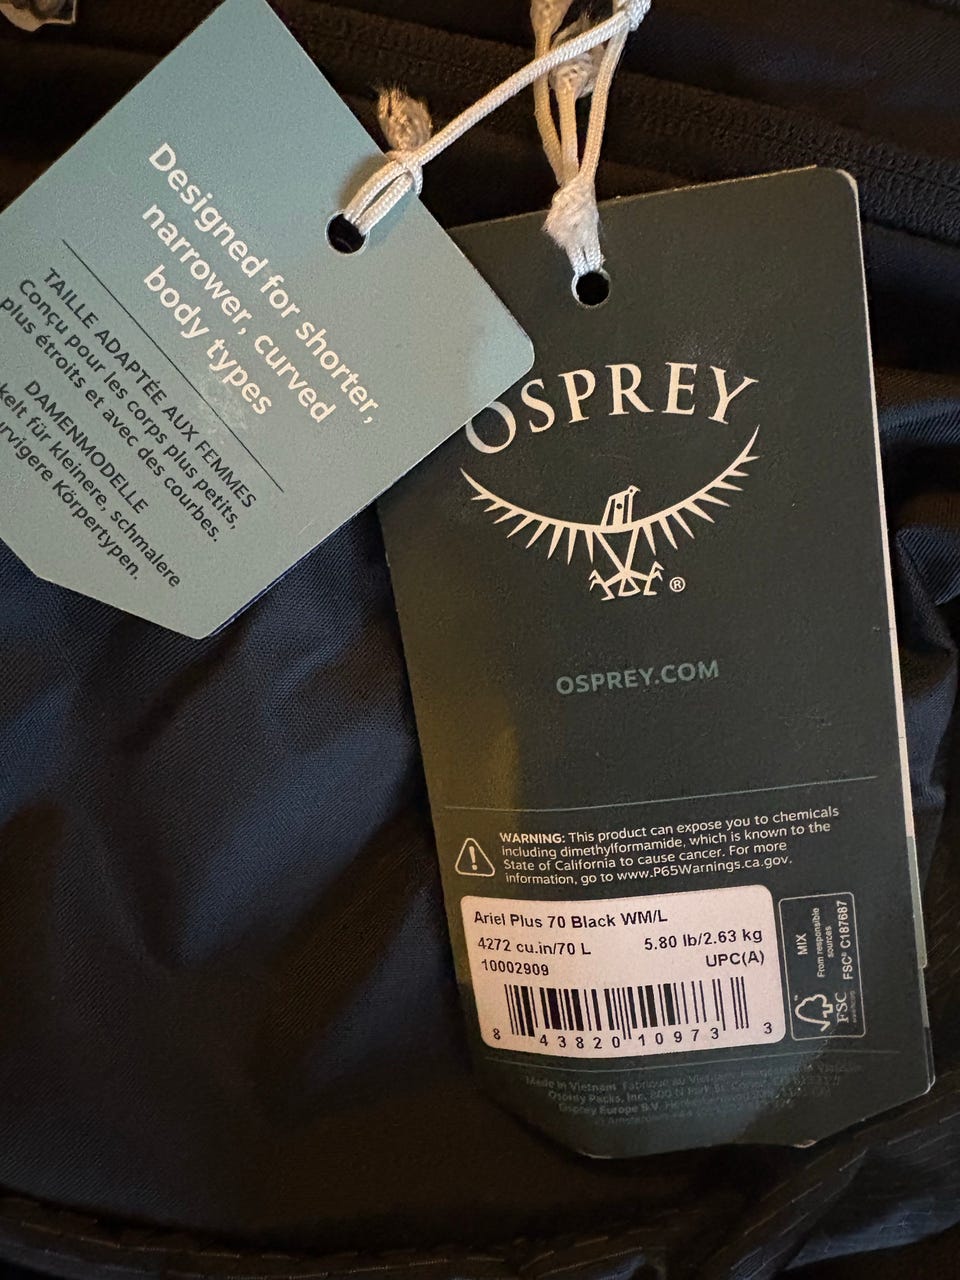 Designed for shorter,
narrower, curved
body types
TAILLE ADAPTÉE AUX FEMMES
Conçu pour les corps plus petits,
plus étroits et avec des courbes.
DAMENMODELLE
für kleinere, schmalere
Körpertypen.
OSPREY
®
OSPREY.COM
WARNING: This product can expose you to chemicals
including dimethylformamide, which is known to the
State of California to cause cancer. For more
information, go to www.P65Warnings.ca.gov.
Ariel Plus 70 Black WM/L
4272 cu.in/70 L 5.80 lb/2.63 kg
10002909 UPC(A)
8 43820 10973 3
MIX
From responsible
sources
FSC® C187687
FSC
Made in Vietnam Fabriqué au Vietnam
Osprey Packs, Inc.
Osprey Europe B.V.